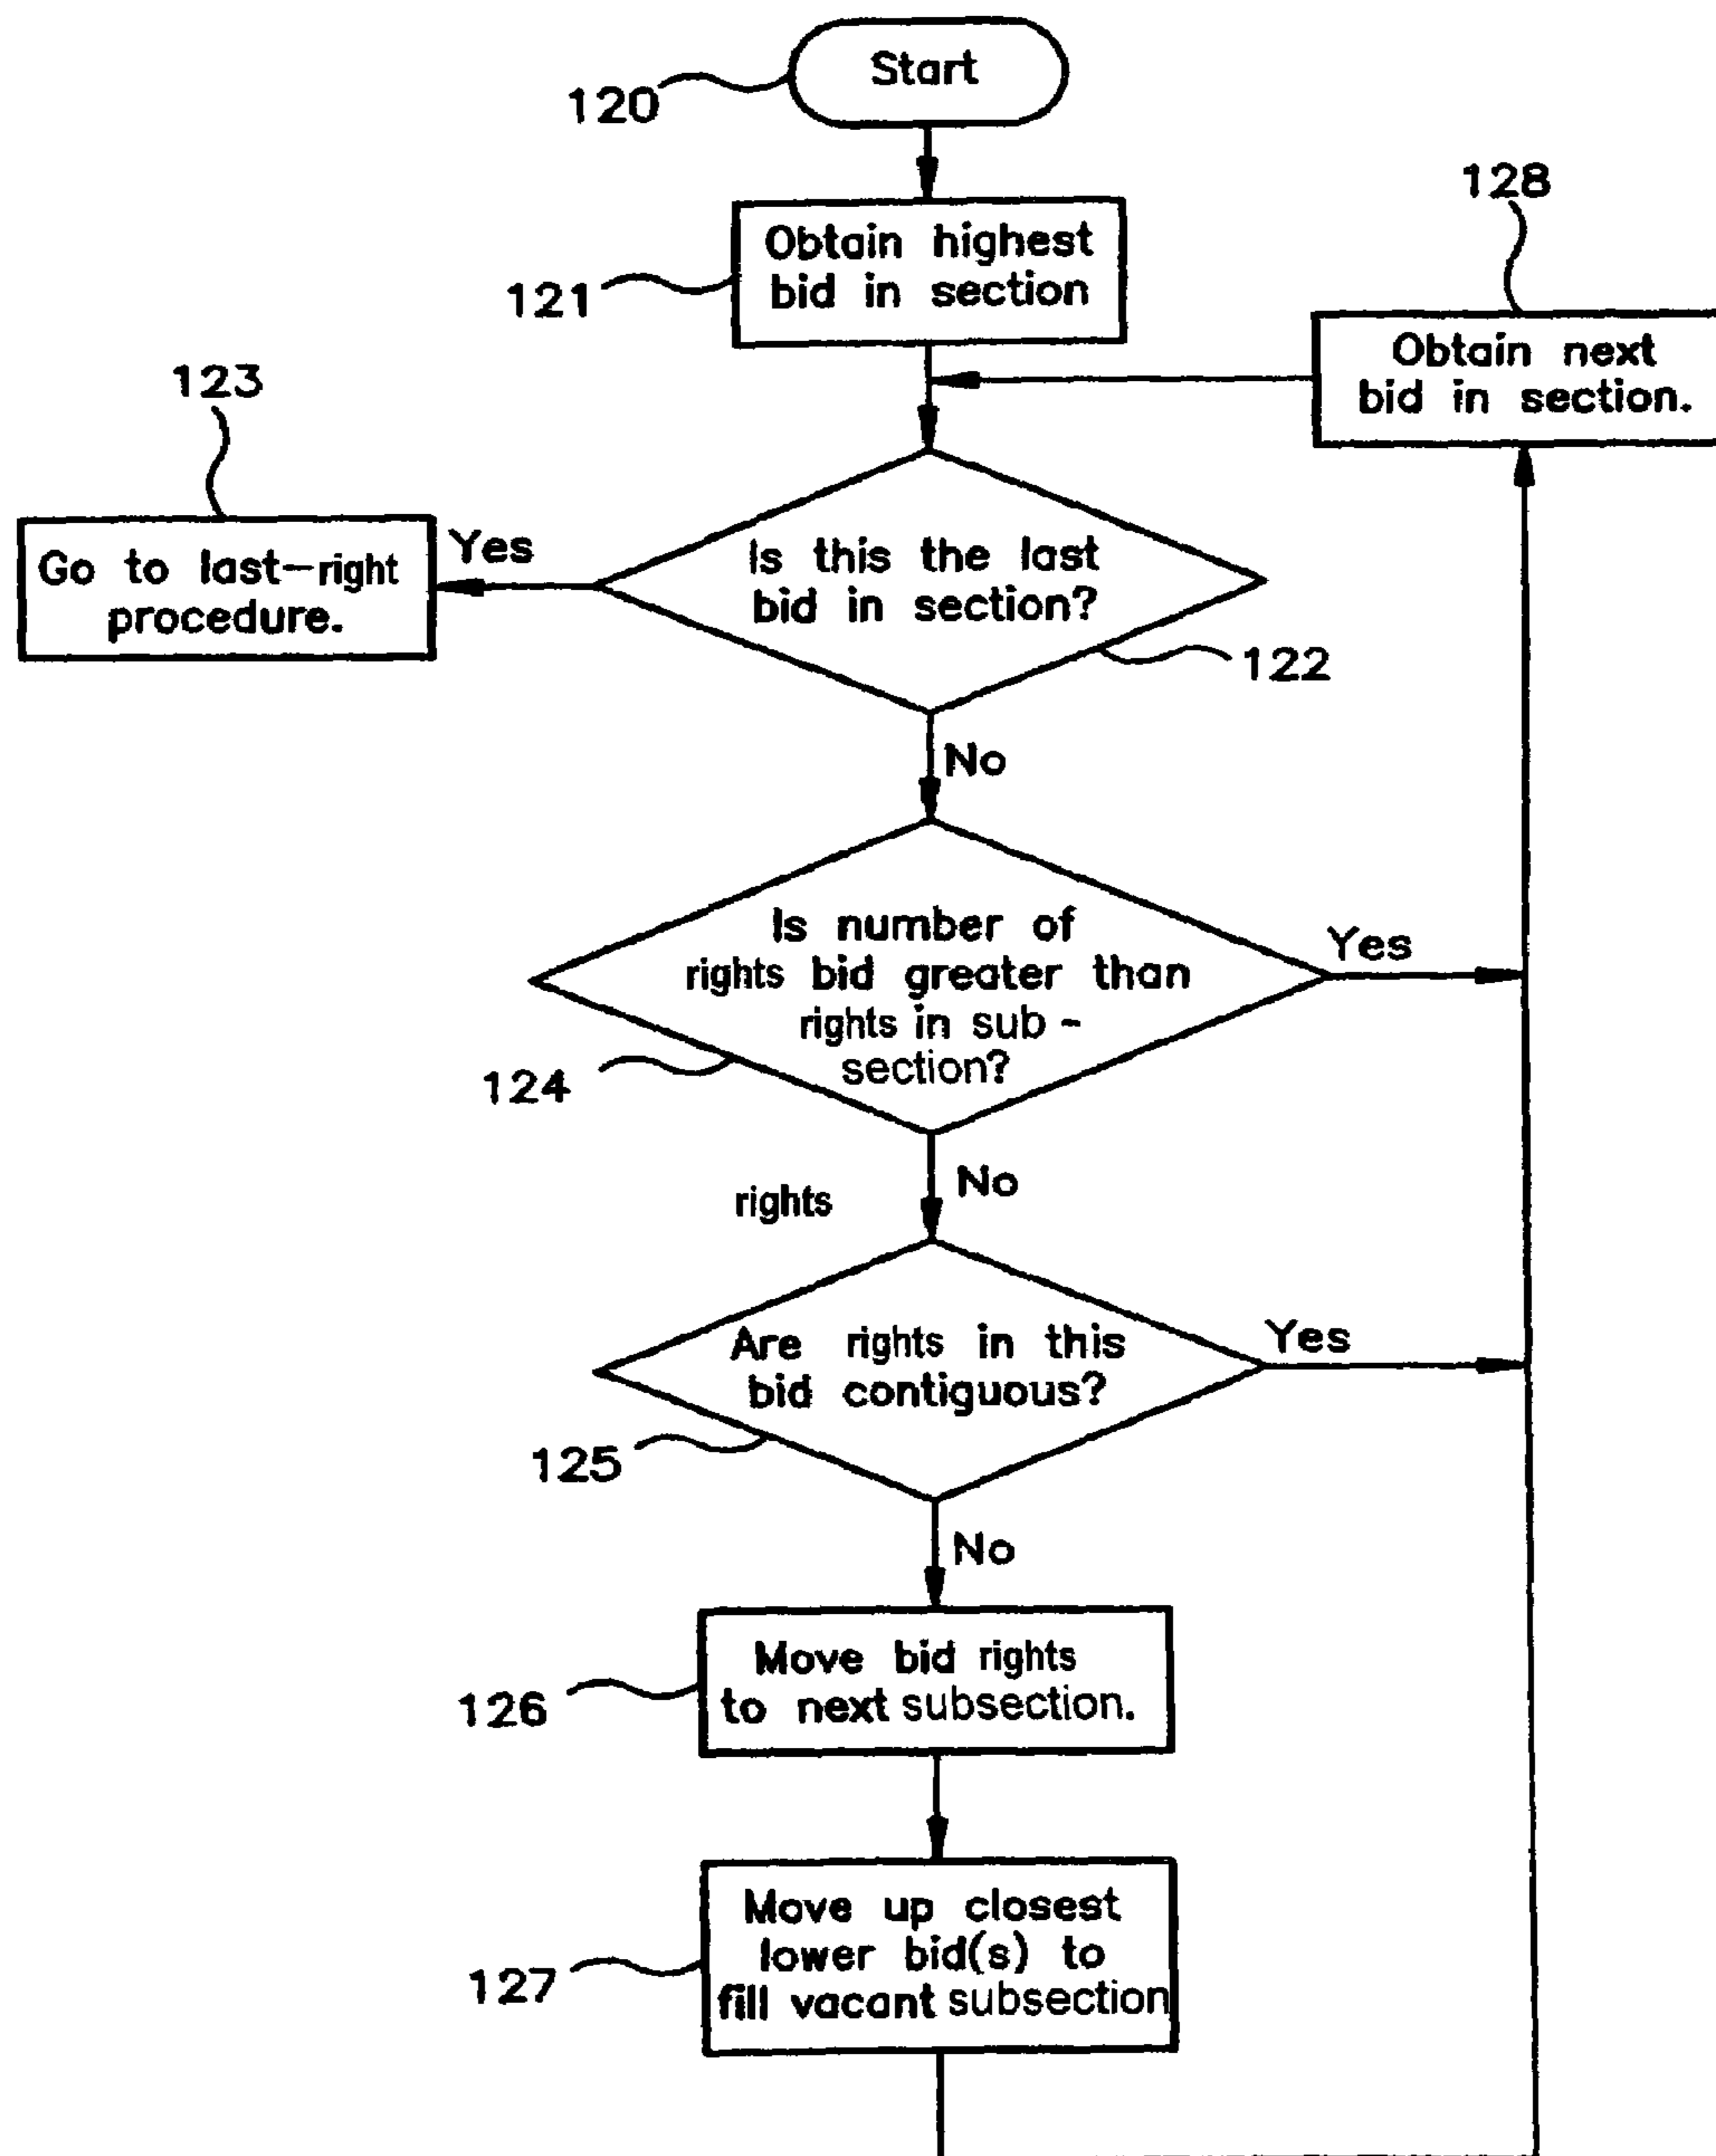 Start
120
Obtain highest
bid in section
121
128
Obtain next
bid in section.
123
Go to last-right
procedure.
Yes
Is this the last
bid in section?
122
No
Is number of
rights bid greater than
rights in sub -
section?
Yes
124
No
rights
Are rights in this
bid contiguous?
Yes
125
No
Move bid rights
to next subsection.
126
Move up closest
lower bid(s) to
fill vacant subsection
127